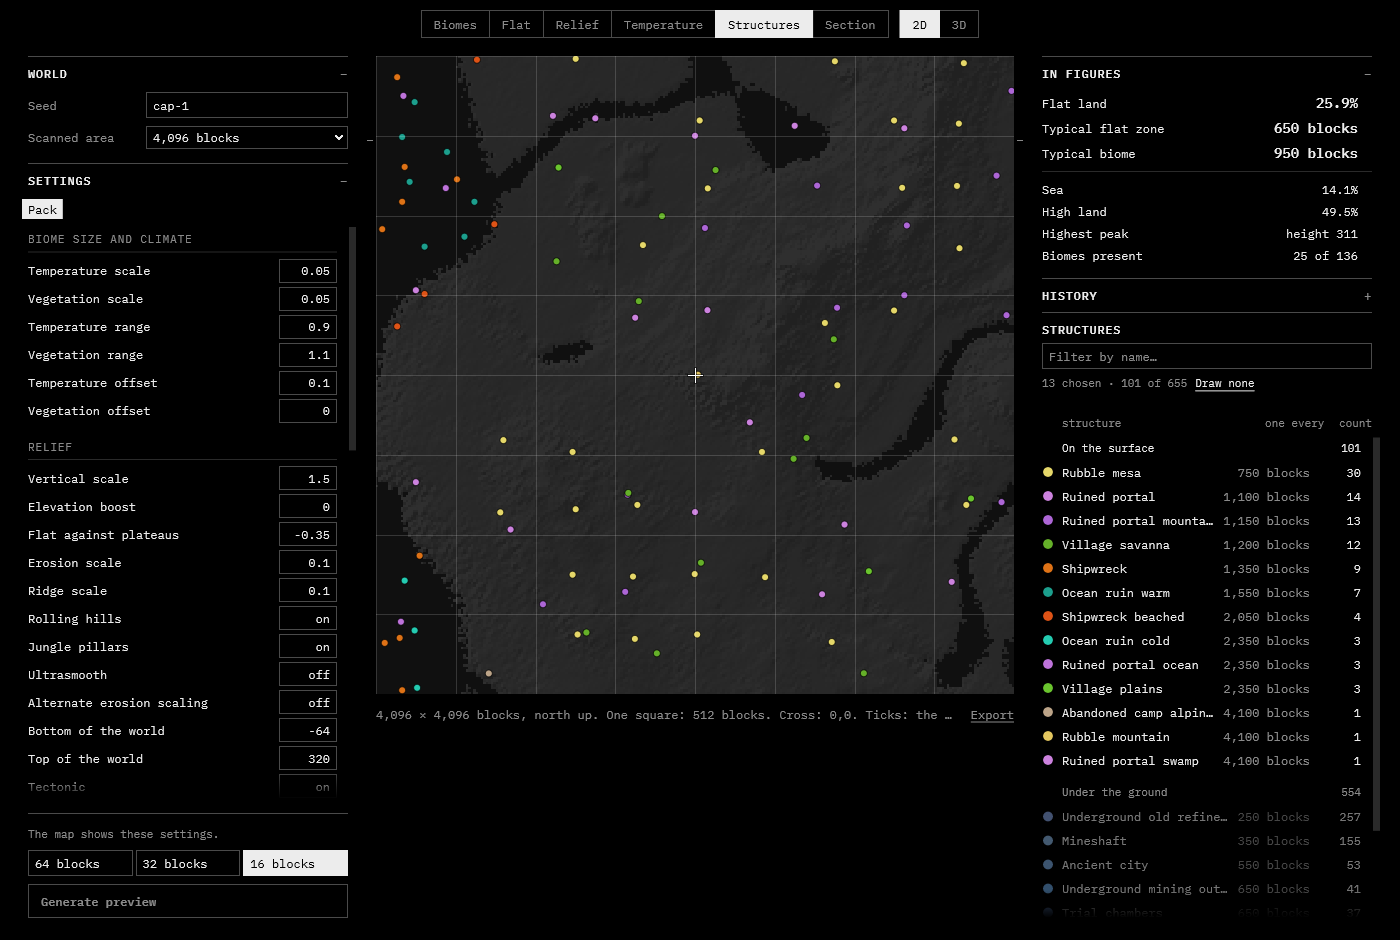 Biomes Flat Relief Temperature Structures Section 2D 3D
WORLD −
Seed cap-1
Scanned area 4,096 blocks
SETTINGS −
Pack
BIOME SIZE AND CLIMATE
Temperature scale 0.05
Vegetation scale 0.05
Temperature range 0.9
Vegetation range 1.1
Temperature offset 0.1
Vegetation offset 0
RELIEF
Vertical scale 1.5
Elevation boost 0
Flat against plateaus -0.35
Erosion scale 0.1
Ridge scale 0.1
Rolling hills on
Jungle pillars on
Ultrasmooth off
Alternate erosion scaling off
Bottom of the world -64
Top of the world 320
Tectonic on
The map shows these settings.
64 blocks 32 blocks 16 blocks
Generate preview
4,096 × 4,096 blocks, north up. One square: 512 blocks. Cross: 0,0. Ticks: the … Export
IN FIGURES −
Flat land 25.9%
Typical flat zone 650 blocks
Typical biome 950 blocks
Sea 14.1%
High land 49.5%
Highest peak height 311
Biomes present 25 of 136
HISTORY +
STRUCTURES
Filter by name…
13 chosen · 101 of 655 Draw none
structure one every count
On the surface 101
Rubble mesa 750 blocks 30
Ruined portal 1,100 blocks 14
Ruined portal mounta… 1,150 blocks 13
Village savanna 1,200 blocks 12
Shipwreck 1,350 blocks 9
Ocean ruin warm 1,550 blocks 7
Shipwreck beached 2,050 blocks 4
Ocean ruin cold 2,350 blocks 3
Ruined portal ocean 2,350 blocks 3
Village plains 2,350 blocks 3
Abandoned camp alpin… 4,100 blocks 1
Rubble mountain 4,100 blocks 1
Ruined portal swamp 4,100 blocks 1
Under the ground 554
Underground old refine… 250 blocks 257
Mineshaft 350 blocks 155
Ancient city 550 blocks 53
Underground mining out… 650 blocks 41
Trial chambers 650 blocks 37